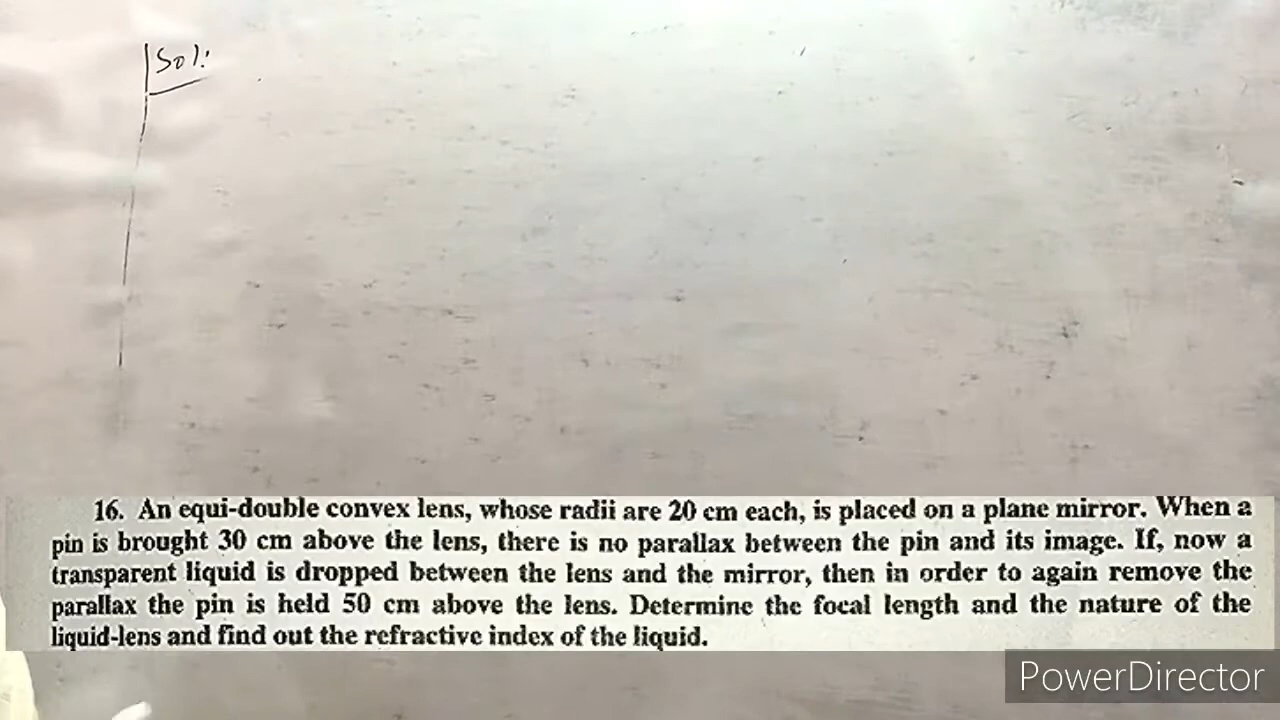 Sol:
16. An equi-double convex lens, whose radii are 20 cm each, is placed on a plane mirror. When a
pin is brought 30 cm above the lens, there is no parallax between the pin and its image. If, now a
transparent liquid is dropped between the lens and the mirror, then in order to again remove the
parallax the pin is held 50 cm above the lens. Determine the focal length and the nature of the
liquid-lens and find out the refractive index of the liquid.
PowerDirector